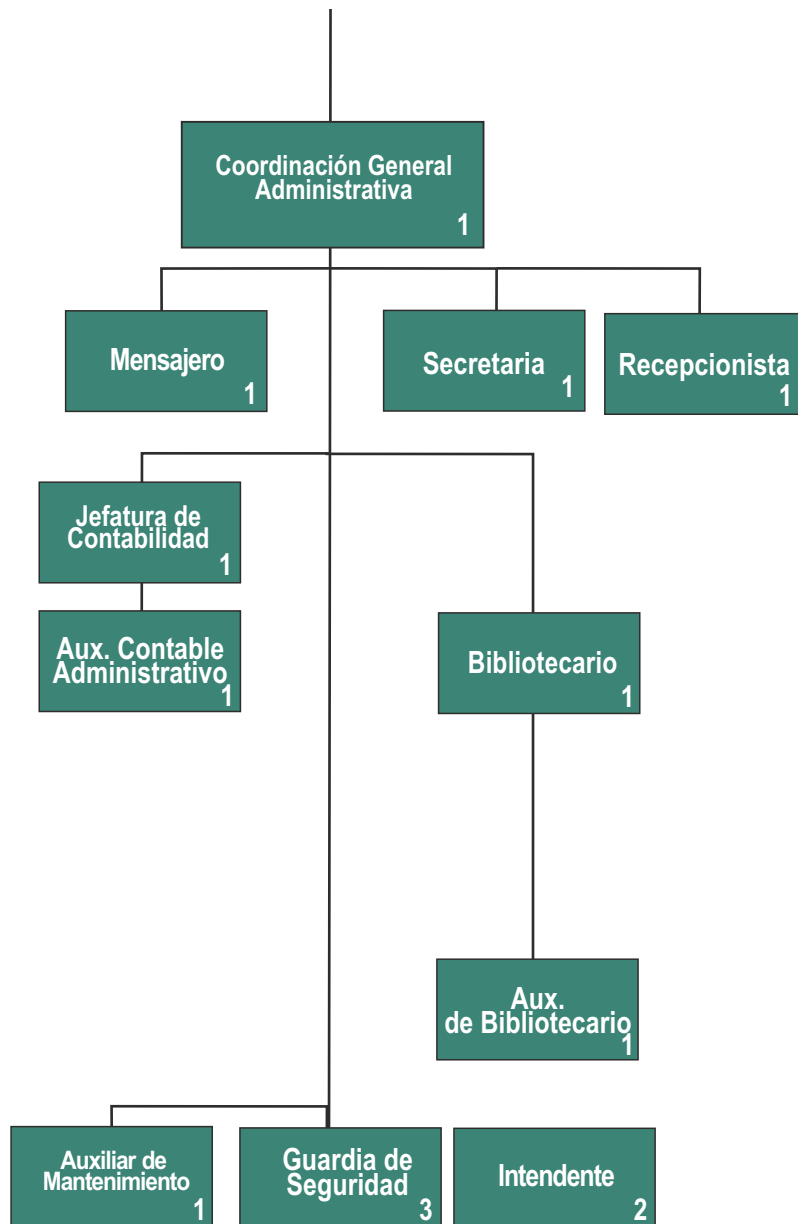 Coordinación General
Administrativa
1
Mensajero
1
Secretaria
1
Recepcionista
1
Jefatura de
Contabilidad
1
Aux. Contable
Administrativo
1
Bibliotecario
1
Aux.
de Bibliotecario
1
Auxiliar de
Mantenimiento
1
Guardia de
Seguridad
3
Intendente
2